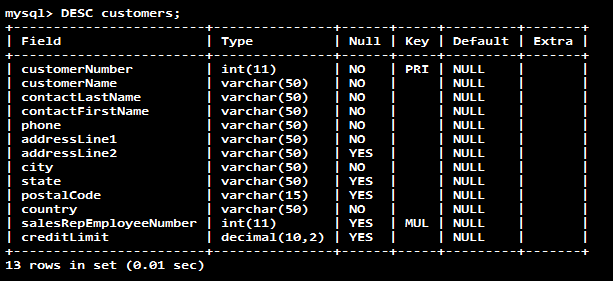 mysql> DESC customers;
+------------------------+---------------+------+-----+---------+-------+
| Field                  | Type          | Null | Key | Default | Extra |
+------------------------+---------------+------+-----+---------+-------+
| customerNumber         | int(11)       | NO   | PRI | NULL    |       |
| customerName           | varchar(50)   | NO   |     | NULL    |       |
| contactLastName        | varchar(50)   | NO   |     | NULL    |       |
| contactFirstName       | varchar(50)   | NO   |     | NULL    |       |
| phone                  | varchar(50)   | NO   |     | NULL    |       |
| addressLine1           | varchar(50)   | NO   |     | NULL    |       |
| addressLine2           | varchar(50)   | YES  |     | NULL    |       |
| city                   | varchar(50)   | NO   |     | NULL    |       |
| state                  | varchar(50)   | YES  |     | NULL    |       |
| postalCode             | varchar(15)   | YES  |     | NULL    |       |
| country                | varchar(50)   | NO   |     | NULL    |       |
| salesRepEmployeeNumber | int(11)       | YES  | MUL | NULL    |       |
| creditLimit            | decimal(10,2) | YES  |     | NULL    |       |
+------------------------+---------------+------+-----+---------+-------+
13 rows in set (0.01 sec)